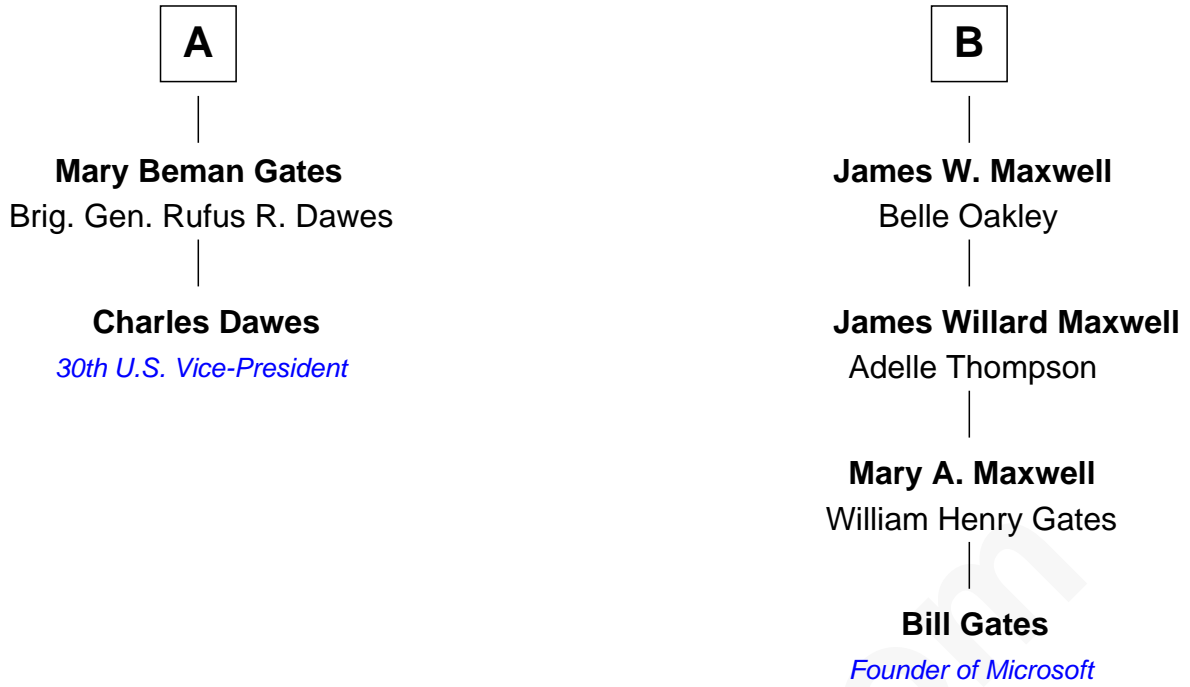 A
Mary Beman Gates
Brig. Gen. Rufus R. Dawes
Charles Dawes
30th U.S. Vice-President
B
James W. Maxwell
Belle Oakley
James Willard Maxwell
Adelle Thompson
Mary A. Maxwell
William Henry Gates
Bill Gates
Founder of Microsoft